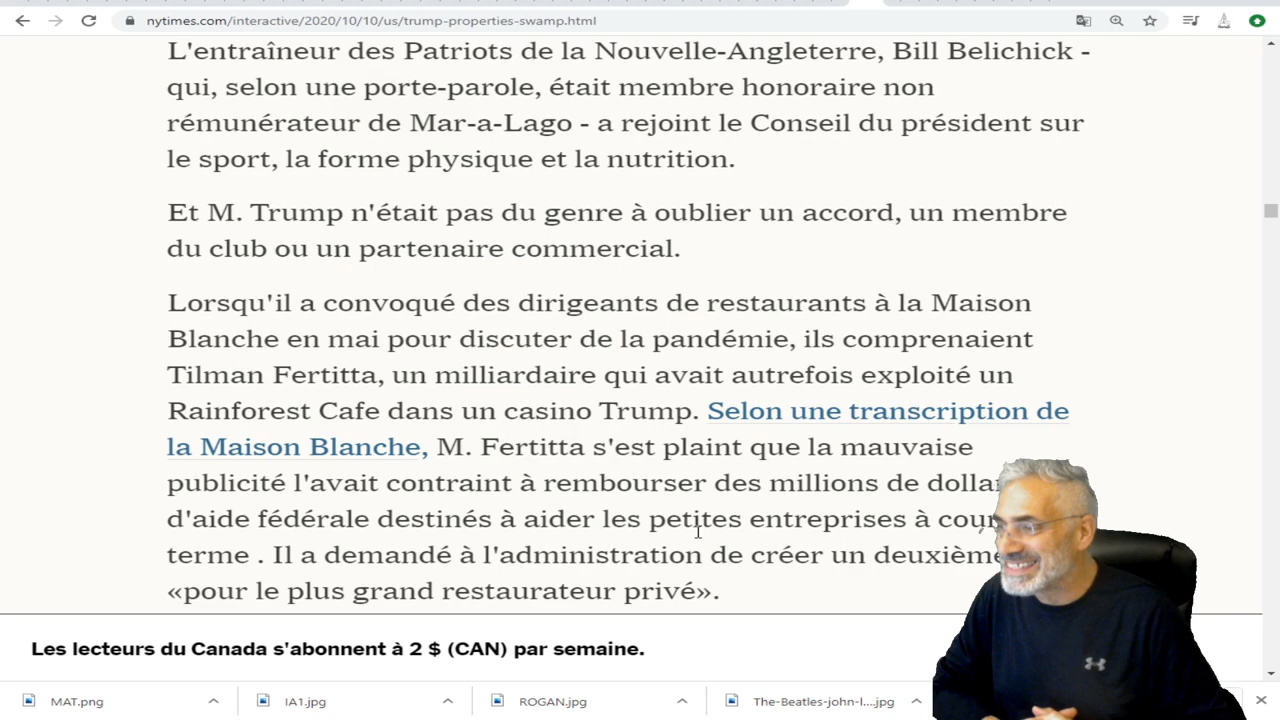 nytimes.com/interactive/2020/10/10/us/trump-properties-swamp.html
L'entraîneur des Patriots de la Nouvelle-Angleterre, Bill Belichick -
qui, selon une porte-parole, était membre honoraire non
rémunérateur de Mar-a-Lago - a rejoint le Conseil du président sur
le sport, la forme physique et la nutrition.
Et M. Trump n'était pas du genre à oublier un accord, un membre
du club ou un partenaire commercial.
Lorsqu'il a convoqué des dirigeants de restaurants à la Maison
Blanche en mai pour discuter de la pandémie, ils comprenaient
Tilman Fertitta, un milliardaire qui avait autrefois exploité un
Rainforest Cafe dans un casino Trump. Selon une transcription de
la Maison Blanche, M. Fertitta s'est plaint que la mauvaise
publicité l'avait contraint à rembourser des millions de
d'aide fédérale destinés à aider les petites entreprises à
terme . Il a demandé à l'administration de créer un deuxième
«pour le plus grand restaurateur privé».
Les lecteurs du Canada s'abonnent à 2 $ (CAN) par semaine.
MAT.png IA1.jpg ROGAN.jpg The-Beatles-john-l....jpg